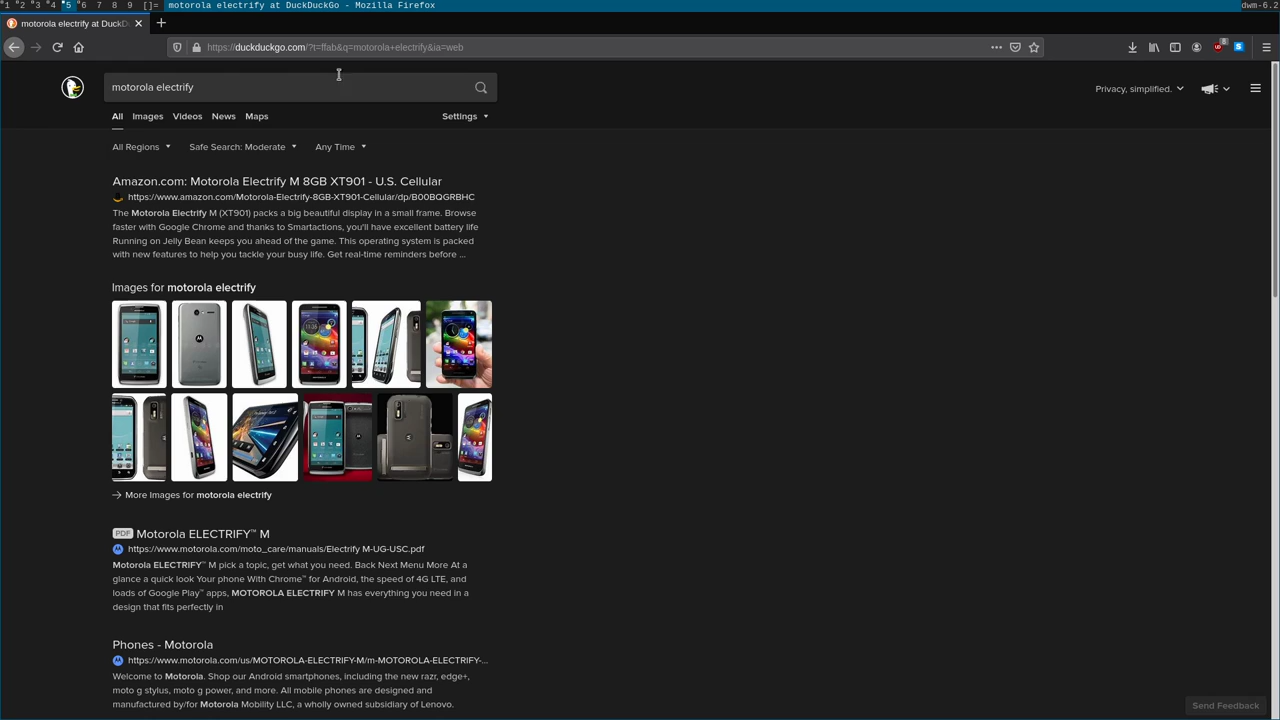 1 2 3 4 5 6 7 8 9 []= motorola electrify at DuckDuckGo - Mozilla Firefox dwm-6.2
motorola electrify at DuckDu
https://duckduckgo.com/?t=ffab&q=motorola+electrify&ia=web
motorola electrify
Privacy, simplified.
All Images Videos News Maps Settings
All Regions Safe Search: Moderate Any Time
Amazon.com: Motorola Electrify M 8GB XT901 - U.S. Cellular
https://www.amazon.com/Motorola-Electrify-8GB-XT901-Cellular/dp/B00BQGRBHC
The Motorola Electrify M (XT901) packs a big beautiful display in a small frame. Browse
faster with Google Chrome and thanks to Smartactions, you'll have excellent battery life
Running on Jelly Bean keeps you ahead of the game. This operating system is packed
with new features to help you tackle your busy life. Get real-time reminders before ...
Images for motorola electrify
More Images for motorola electrify
PDF Motorola ELECTRIFY™ M
https://www.motorola.com/moto_care/manuals/Electrify M-UG-USC.pdf
Motorola ELECTRIFY™ M pick a topic, get what you need. Back Next Menu More At a
glance a quick look Your phone With Chrome™ for Android, the speed of 4G LTE, and
loads of Google Play™ apps, MOTOROLA ELECTRIFY M has everything you need in a
design that fits perfectly in
Phones - Motorola
https://www.motorola.com/us/MOTOROLA-ELECTRIFY-M/m-MOTOROLA-ELECTRIFY-...
Welcome to Motorola. Shop our Android smartphones, including the new razr, edge+,
moto g stylus, moto g power, and more. All mobile phones are designed and
manufactured by/for Motorola Mobility LLC, a wholly owned subsidiary of Lenovo.
Send Feedback